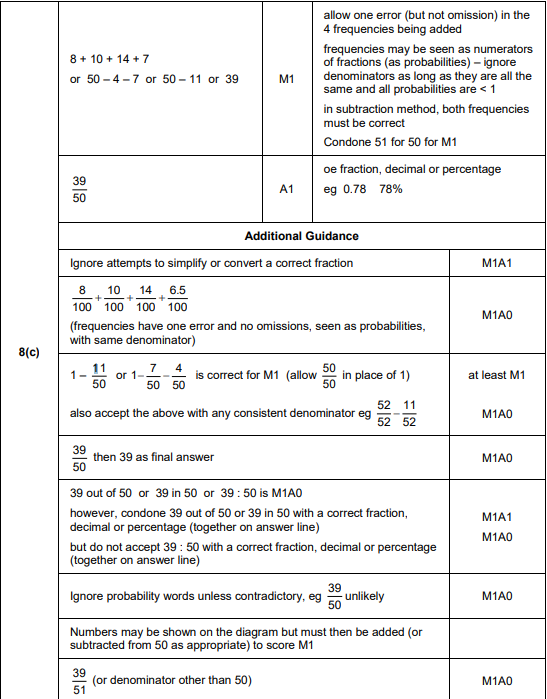 8(c)
8 + 10 + 14 + 7
or 50 – 4 – 7 or 50 – 11 or 39
M1
allow one error (but not omission) in the
4 frequencies being added
frequencies may be seen as numerators
of fractions (as probabilities) – ignore
denominators as long as they are all the
same and all probabilities are < 1
in subtraction method, both frequencies
must be correct
Condone 51 for 50 for M1
39/50
A1
oe fraction, decimal or percentage
eg 0.78 78%
Additional Guidance
Ignore attempts to simplify or convert a correct fraction
M1A1
8/100 + 10/100 + 14/100 + 6.5/100
(frequencies have one error and no omissions, seen as probabilities,
with same denominator)
M1A0
1 – 11/50 or 1– 7/50 – 4/50 is correct for M1 (allow 50/50 in place of 1)
at least M1
also accept the above with any consistent denominator eg 52/52 – 11/52
M1A0
39/50 then 39 as final answer
M1A0
39 out of 50 or 39 in 50 or 39 : 50 is M1A0
however, condone 39 out of 50 or 39 in 50 with a correct fraction,
decimal or percentage (together on answer line)
M1A1
but do not accept 39 : 50 with a correct fraction, decimal or percentage
(together on answer line)
M1A0
Ignore probability words unless contradictory, eg 39/50 unlikely
M1A0
Numbers may be shown on the diagram but must then be added (or
subtracted from 50 as appropriate) to score M1
39/51 (or denominator other than 50)
M1A0